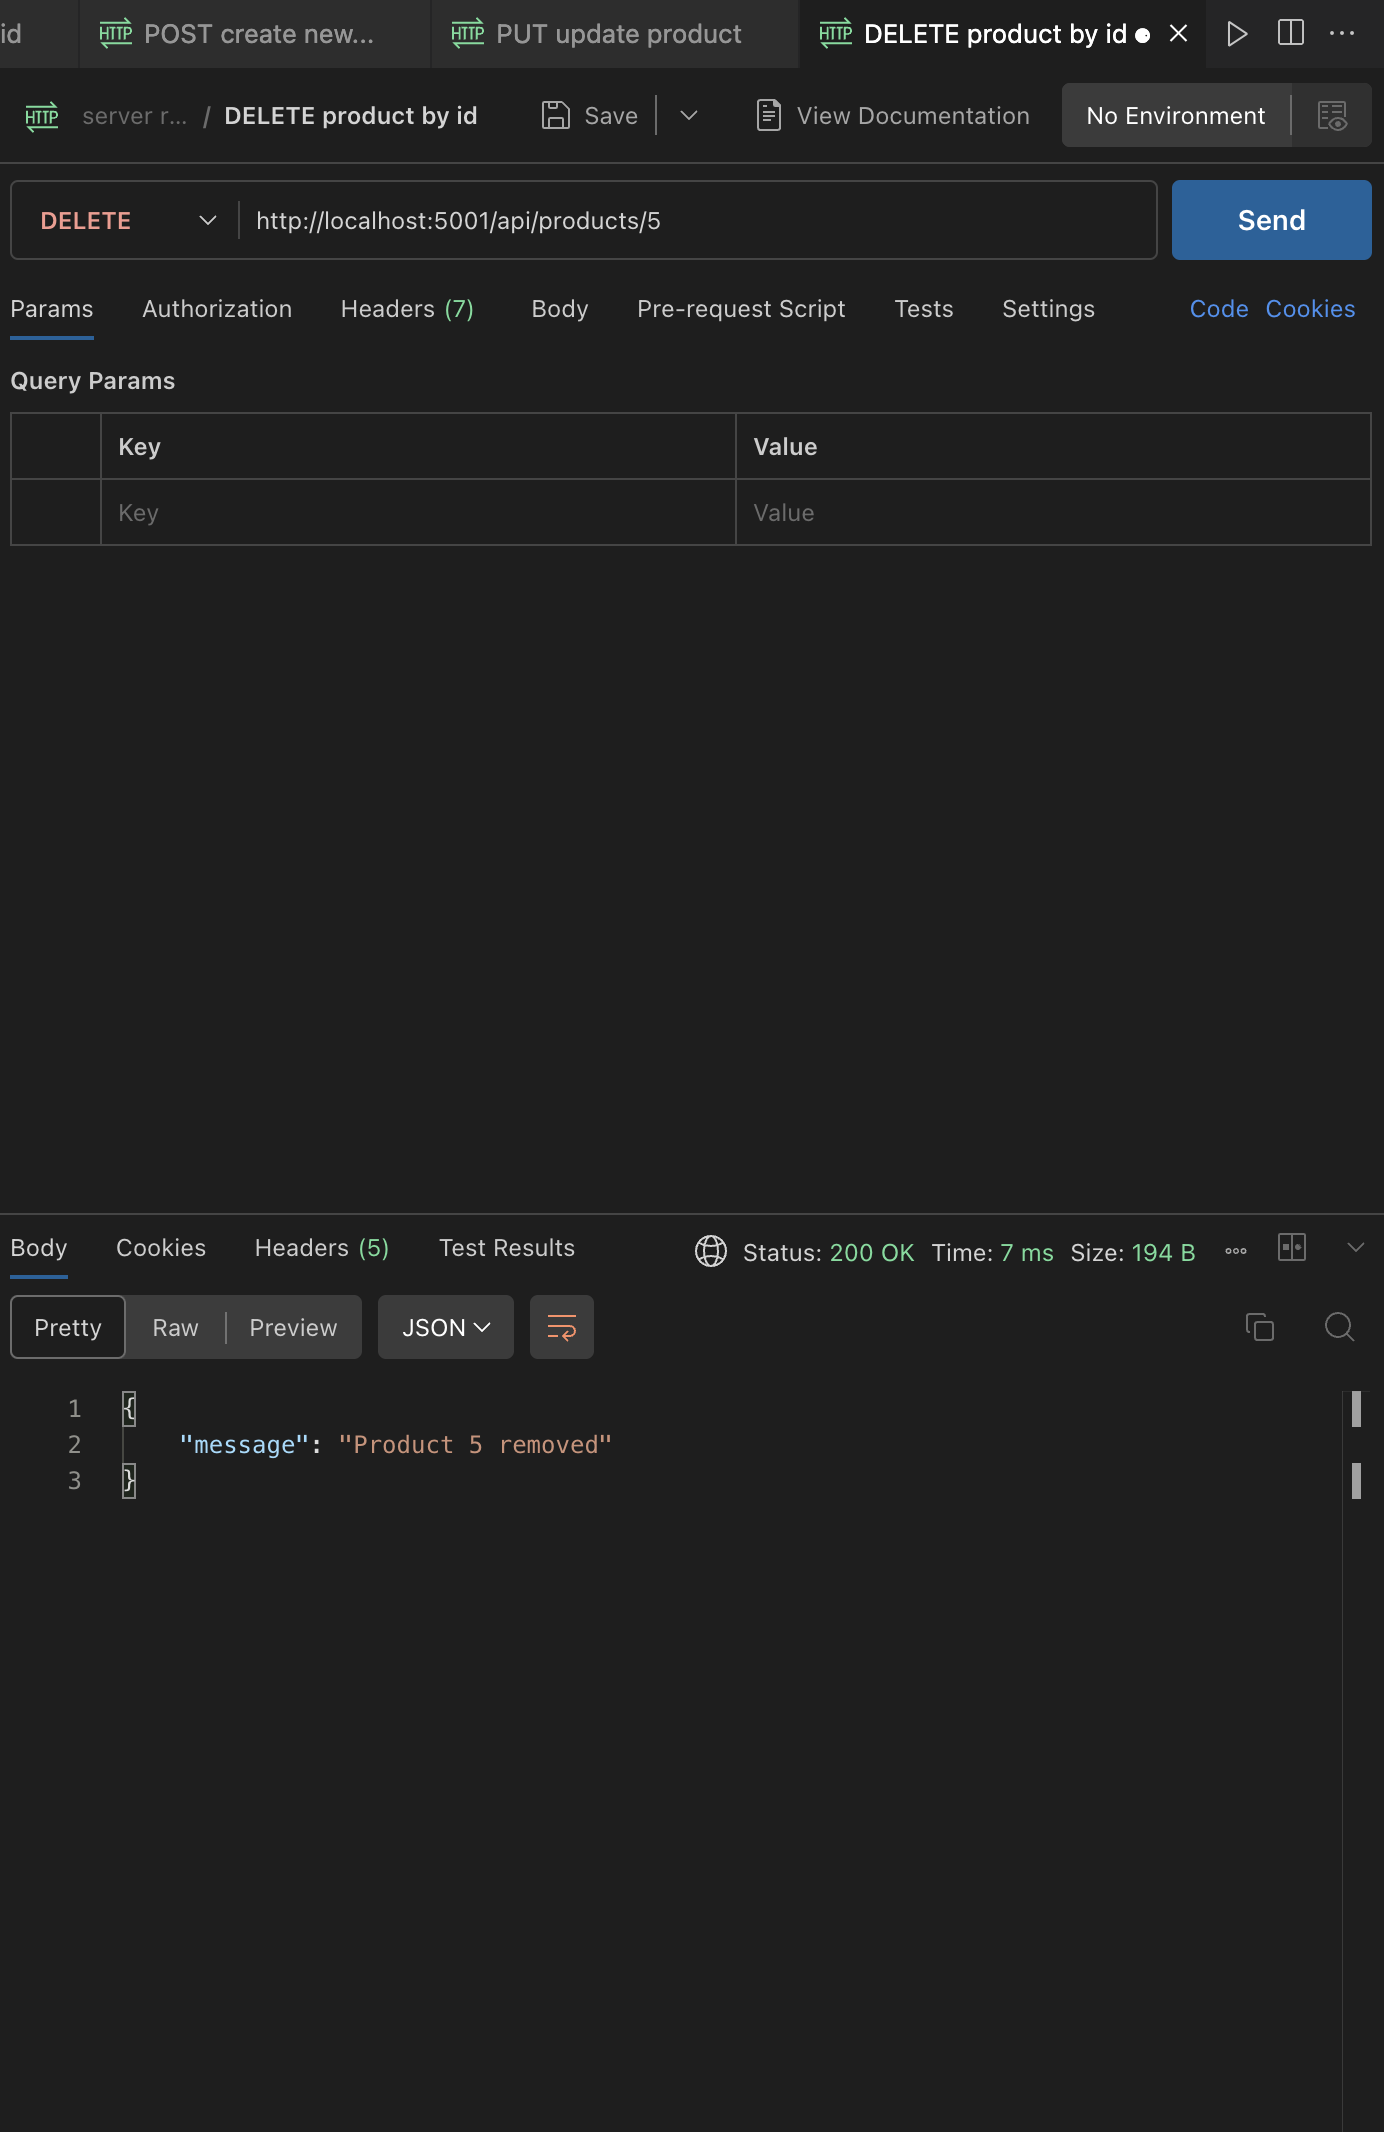 id HTTP POST create new... HTTP PUT update product HTTP DELETE product by id
HTTP server r... / DELETE product by id Save View Documentation No Environment
DELETE http://localhost:5001/api/products/5 Send
Params Authorization Headers (7) Body Pre-request Script Tests Settings Code Cookies
Query Params
Key Value
Key Value
Body Cookies Headers (5) Test Results Status: 200 OK Time: 7 ms Size: 194 B
Pretty Raw Preview JSON
1 {
2 "message": "Product 5 removed"
3 }